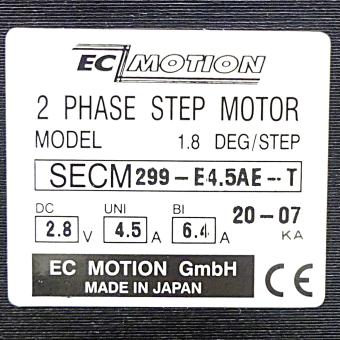 EC MOTION
2 PHASE STEP MOTOR
MODEL 1.8 DEG/STEP
SECM299-E4.5AE--T
DC UNI BI 20-07
2.8 V 4.5 A 6.4 A KA
EC MOTION GmbH
MADE IN JAPAN CE